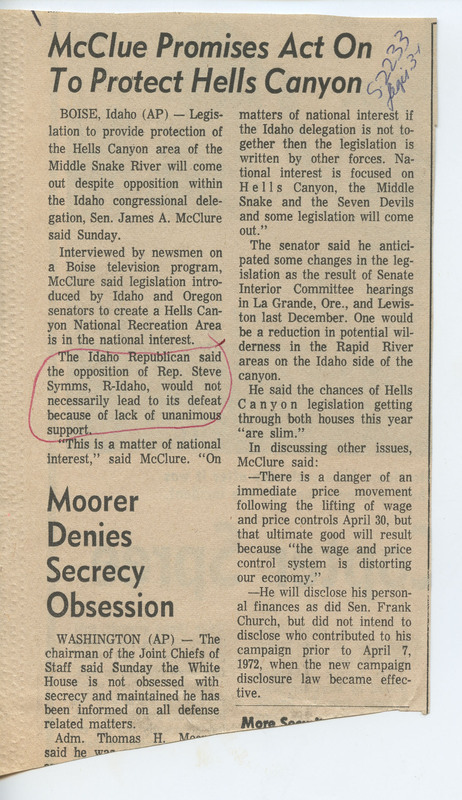 McClue Promises Act On
To Protect Hells Canyon
S2233
BOISE, Idaho (AP) — Legis-
lation to provide protection of
the Hells Canyon area of the
Middle Snake River will come
out despite opposition within
the Idaho congressional dele-
gation, Sen. James A. McClure
said Sunday.
Interviewed by newsmen on
a Boise television program,
McClure said legislation intro-
duced by Idaho and Oregon
senators to create a Hells Can-
yon National Recreation Area
is in the national interest.
The Idaho Republican said
the opposition of Rep. Steve
Symms, R-Idaho, would not
necessarily lead to its defeat
because of lack of unanimous
support.
"This is a matter of national
interest," said McClure. "On
matters of national interest if
the Idaho delegation is not to-
gether then the legislation is
written by other forces. Na-
tional interest is focused on
Hells Canyon, the Middle
Snake and the Seven Devils
and some legislation will come
out."
The senator said he antici-
pated some changes in the leg-
islation as the result of Senate
Interior Committee hearings
in La Grande, Ore., and Lewis-
ton last December. One would
be a reduction in potential wil-
derness in the Rapid River
areas on the Idaho side of the
canyon.
He said the chances of Hells
Canyon legislation getting
through both houses this year
"are slim."
In discussing other issues,
McClure said:
—There is a danger of an
immediate price movement
following the lifting of wage
and price controls April 30, but
that ultimate good will result
because "the wage and price
control system is distorting
our economy."
—He will disclose his person-
al finances as did Sen. Frank
Church, but did not intend to
disclose who contributed to his
campaign prior to April 7,
1972, when the new campaign
disclosure law became effec-
tive.
Moorer
Denies
Secrecy
Obsession
WASHINGTON (AP) — The
chairman of the Joint Chiefs of
Staff said Sunday the White
House is not obsessed with
secrecy and maintained he has
been informed on all defense
related matters.
Adm. Thomas H.
said he was
More